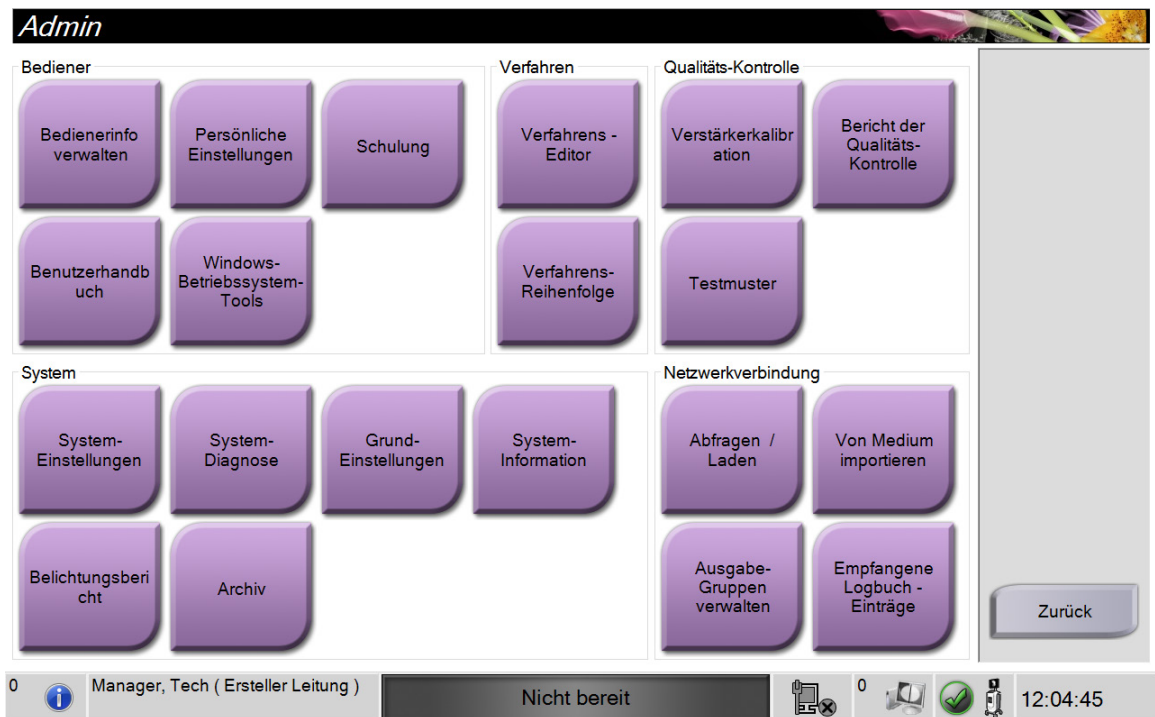 Admin
Bediener
Bedienerinfo
verwalten
Persönliche
Einstellungen
Schulung
Benutzerhandb
uch
Windows-
Betriebssystem-
Tools
Verfahren
Verfahrens -
Editor
Verfahrens-
Reihenfolge
Qualitäts-Kontrolle
Verstärkerkalibr
ation
Bericht der
Qualitäts-
Kontrolle
Testmuster
System
System-
Einstellungen
System-
Diagnose
Grund-
Einstellungen
System-
Information
Belichtungsberi
cht
Archiv
Netzwerkverbindung
Abfragen /
Laden
Von Medium
importieren
Ausgabe-
Gruppen
verwalten
Empfangene
Logbuch -
Einträge
Zurück
0
Manager, Tech ( Ersteller Leitung )
Nicht bereit
0
12:04:45